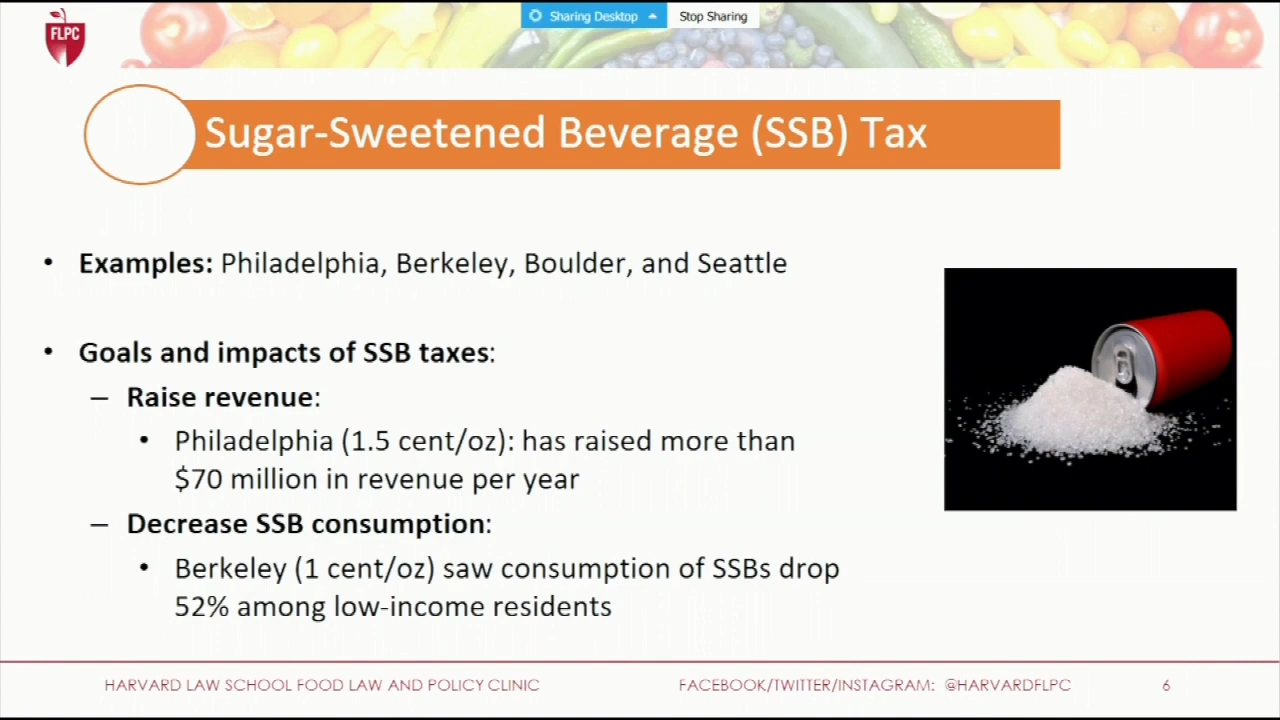 FLPC
Sharing Desktop
Stop Sharing
Sugar-Sweetened Beverage (SSB) Tax
• Examples: Philadelphia, Berkeley, Boulder, and Seattle
• Goals and impacts of SSB taxes:
– Raise revenue:
• Philadelphia (1.5 cent/oz): has raised more than
$70 million in revenue per year
– Decrease SSB consumption:
• Berkeley (1 cent/oz) saw consumption of SSBs drop
52% among low-income residents
HARVARD LAW SCHOOL FOOD LAW AND POLICY CLINIC
FACEBOOK/TWITTER/INSTAGRAM: @HARVARDFLPC
6